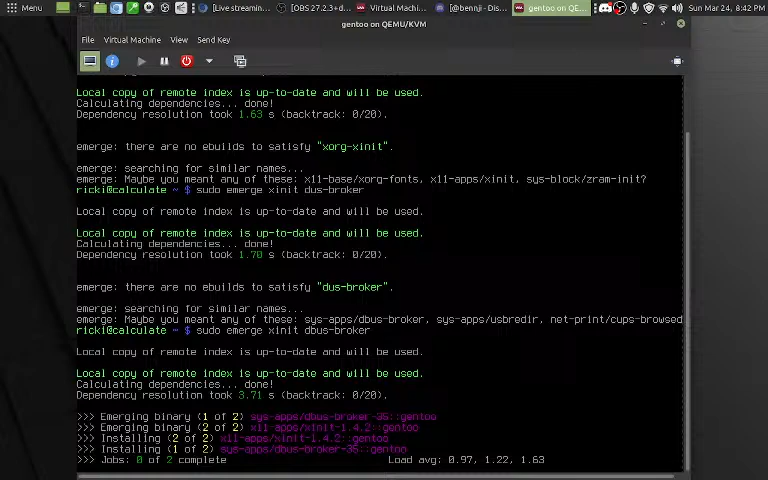 Menu
[Live streamin...
[OBS 27.2.3+d...
Virtual Machi...
[@bennji - Dis...
gentoo on QE...
Sun Mar 24, 8:42 PM
gentoo on QEMU/KVM
File Virtual Machine View Send Key
Local copy of remote index is up-to-date and will be used.
Calculating dependencies... done!
Dependency resolution took 1.63 s (backtrack: 0/20).
emerge: there are no ebuilds to satisfy "xorg-xinit".
emerge: searching for similar names...
emerge: Maybe you meant any of these: x11-base/xorg-fonts, x11-apps/xinit, sys-block/zram-init?
ricki@calculate ~ $ sudo emerge xinit dus-broker
Local copy of remote index is up-to-date and will be used.
Local copy of remote index is up-to-date and will be used.
Calculating dependencies... done!
Dependency resolution took 1.70 s (backtrack: 0/20).
emerge: there are no ebuilds to satisfy "dus-broker".
emerge: searching for similar names...
emerge: Maybe you meant any of these: sys-apps/dbus-broker, sys-apps/usbredir, net-print/cups-browsed
ricki@calculate ~ $ sudo emerge xinit dbus-broker
Local copy of remote index is up-to-date and will be used.
Local copy of remote index is up-to-date and will be used.
Calculating dependencies... done!
Dependency resolution took 3.71 s (backtrack: 0/20).
>>> Emerging binary (1 of 2) sys-apps/dbus-broker-35::gentoo
>>> Emerging binary (2 of 2) x11-apps/xinit-1.4.2::gentoo
>>> Installing (2 of 2) x11-apps/xinit-1.4.2::gentoo
>>> Installing (1 of 2) sys-apps/dbus-broker-35::gentoo
>>> Jobs: 0 of 2 complete Load avg: 0.97, 1.22, 1.63